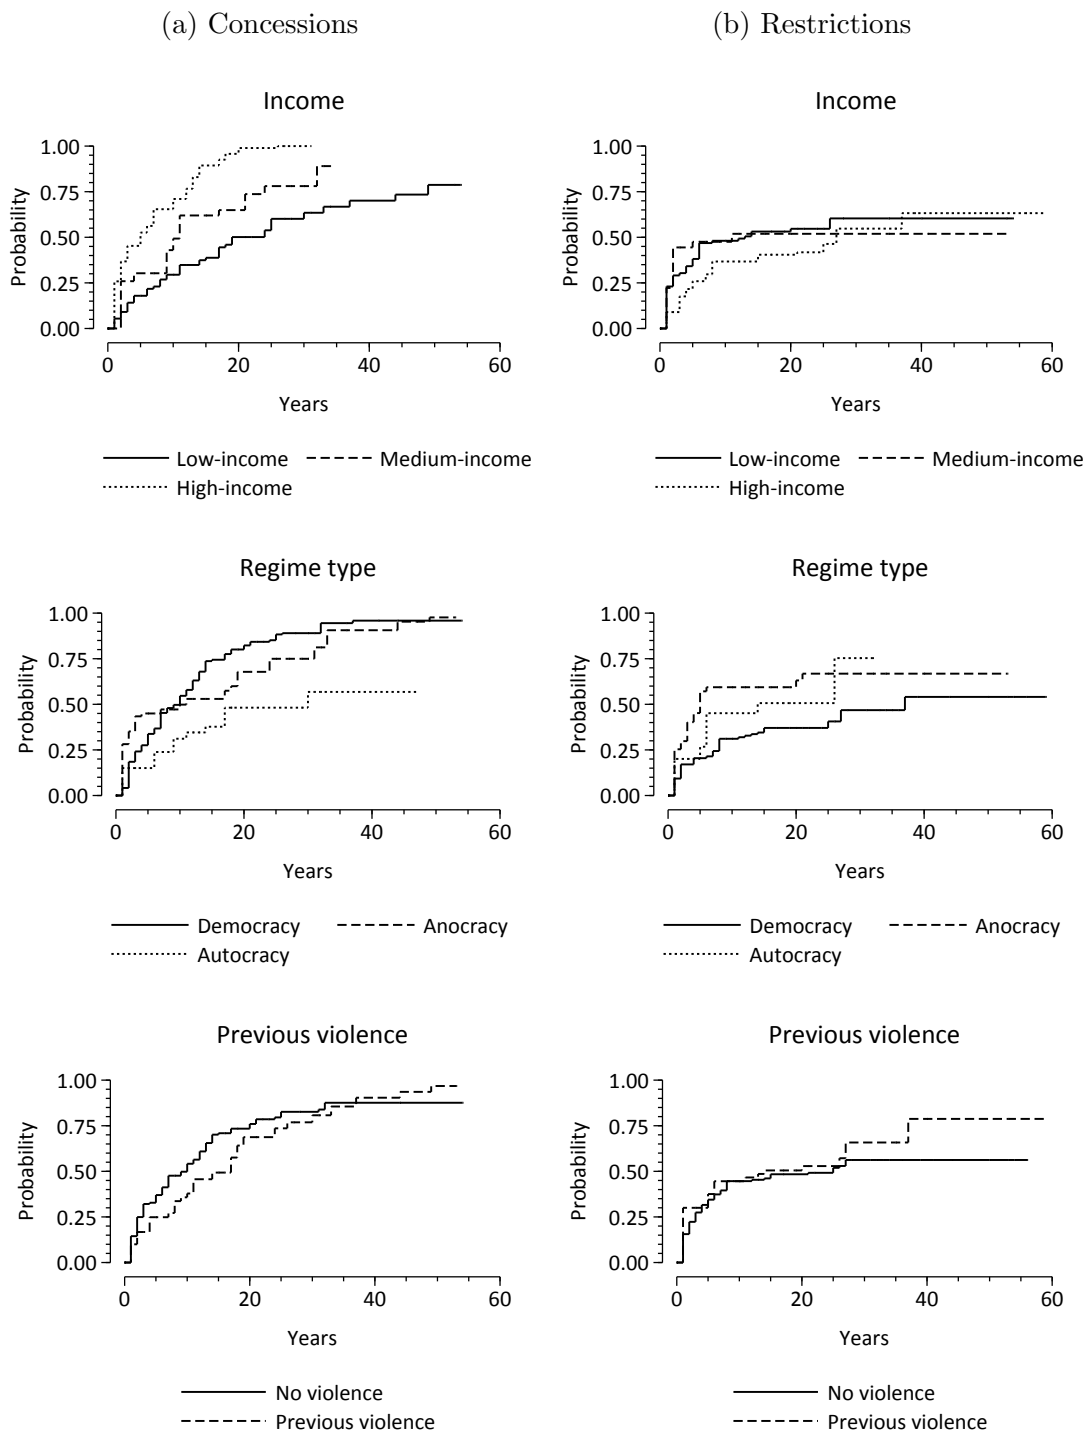 (a) Concessions
(b) Restrictions
Income
Income
Probability
1.00
0.75
0.50
0.25
0.00
0 20 40 60
Years
Low-income Medium-income
High-income
Probability
1.00
0.75
0.50
0.25
0.00
0 20 40 60
Years
Low-income Medium-income
High-income
Regime type
Regime type
Probability
1.00
0.75
0.50
0.25
0.00
0 20 40 60
Years
Democracy Anocracy
Autocracy
Probability
1.00
0.75
0.50
0.25
0.00
0 20 40 60
Years
Democracy Anocracy
Autocracy
Previous violence
Previous violence
Probability
1.00
0.75
0.50
0.25
0.00
0 20 40 60
Years
No violence
Previous violence
Probability
1.00
0.75
0.50
0.25
0.00
0 20 40 60
Years
No violence
Previous violence